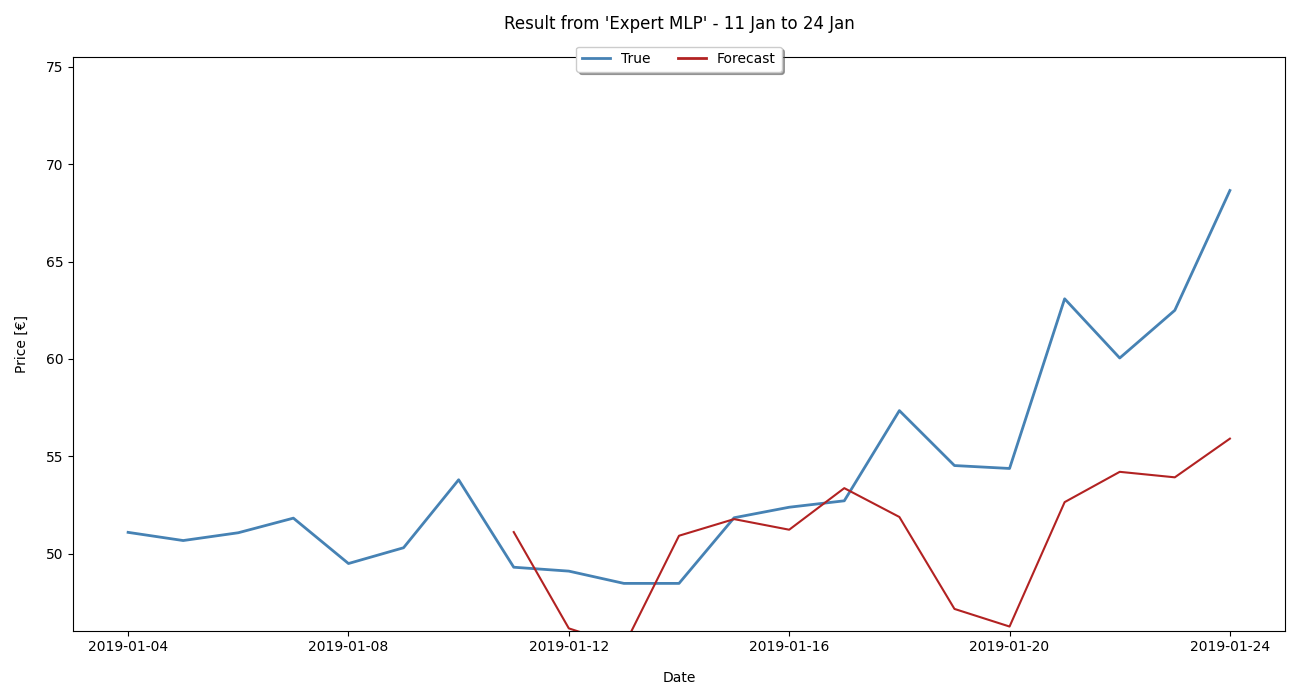 Result from 'Expert MLP' - 11 Jan to 24 Jan
True Forecast
75
70
65
60
55
50
Price [€]
2019-01-04 2019-01-08 2019-01-12 2019-01-16 2019-01-20 2019-01-24
Date